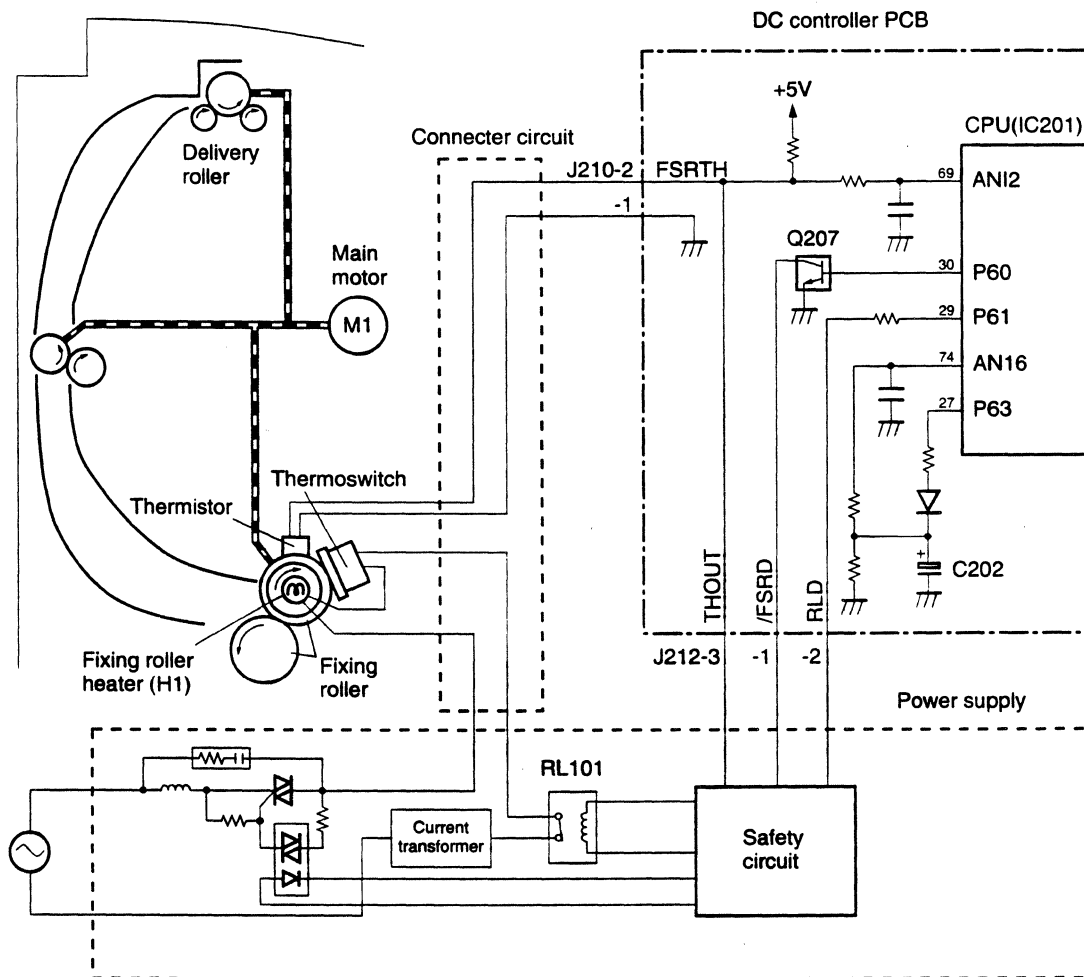 DC controller PCB
+5V
CPU(IC201)
Connecter circuit
Delivery
roller
J210-2
FSRTH
69
ANI2
-1
Q207
Main
motor
30
P60
M1
29
P61
74
AN16
27
P63
Thermoswitch
Thermistor
+
C202
THOUT
/FSRD
RLD
Fixing roller
heater (H1)
Fixing
roller
J212-3
-1
-2
Power supply
RL101
Current
transformer
Safety
circuit